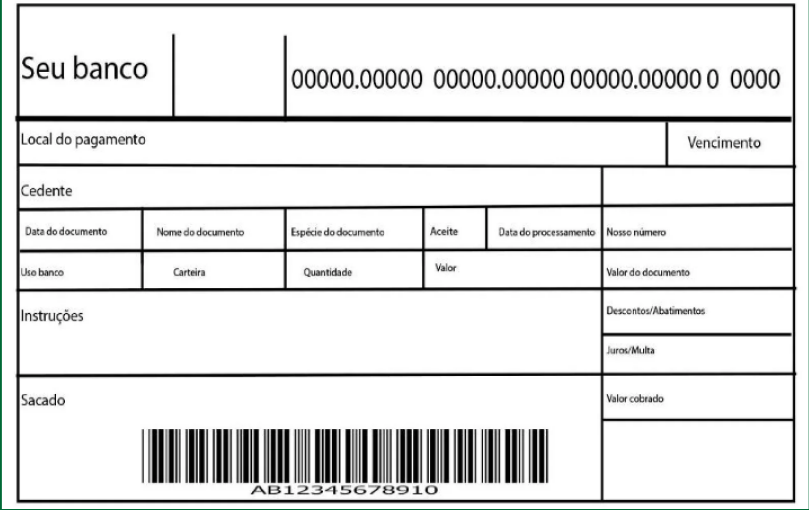 Seu banco 00000.00000 00000.00000 00000.00000 0 0000
Local do pagamento Vencimento
Cedente
Data do documento Nome do documento Espécie do documento Aceite Data do processamento Nosso número
Uso banco Carteira Quantidade Valor Valor do documento
Instruções Descontos/Abatimentos
Juros/Multa
Sacado Valor cobrado
AB12345678910